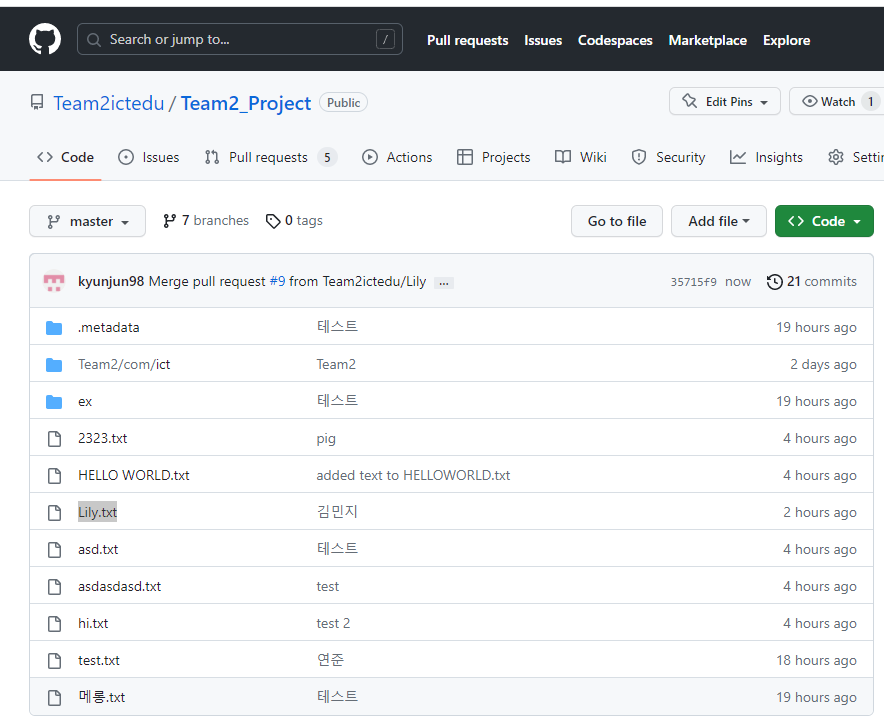 Search or jump to... / Pull requests Issues Codespaces Marketplace Explore
Team2ictedu / Team2_Project Public Edit Pins Watch 1
Code Issues Pull requests 5 Actions Projects Wiki Security Insights
master 7 branches 0 tags Go to file Add file Code
kyunjun98 Merge pull request #9 from Team2ictedu/Lily ... 35715f9 now 21 commits
.metadata 테스트 19 hours ago
Team2/com/ict Team2 2 days ago
ex 테스트 19 hours ago
2323.txt pig 4 hours ago
HELLO WORLD.txt added text to HELLOWORLD.txt 4 hours ago
Lily.txt 김민지 2 hours ago
asd.txt 테스트 4 hours ago
asdasdasd.txt test 4 hours ago
hi.txt test 2 4 hours ago
test.txt 연준 18 hours ago
메롱.txt 테스트 19 hours ago